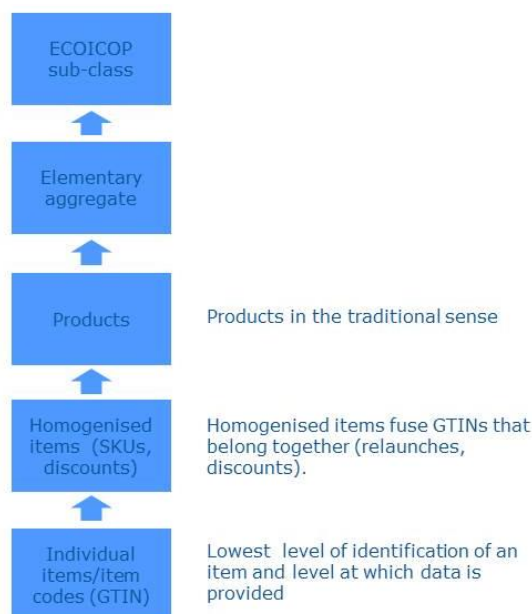 ECOICOP
sub-class
Elementary
aggregate
Products
Products in the traditional sense
Homogenised
items (SKUs,
discounts)
Homogenised items fuse GTINs that
belong together (relaunches,
discounts).
Individual
items/item
codes (GTIN)
Lowest level of identification of an
item and level at which data is
provided